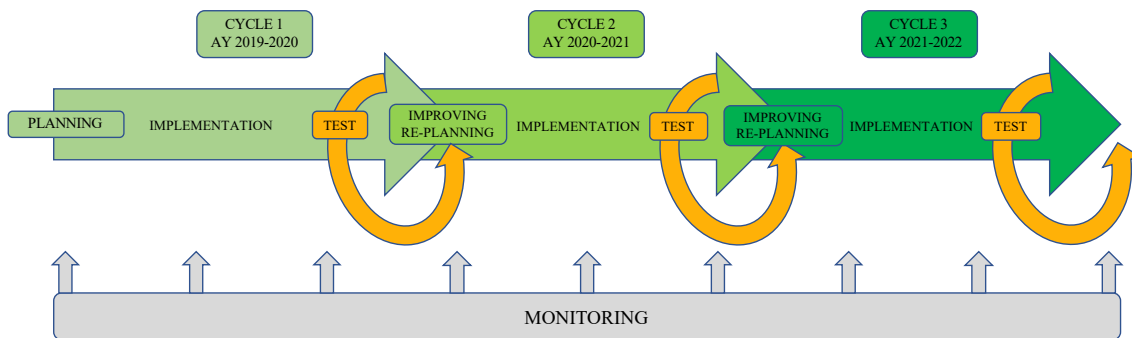 CYCLE 1
AY 2019-2020
CYCLE 2
AY 2020-2021
CYCLE 3
AY 2021-2022
PLANNING
IMPLEMENTATION
TEST
IMPROVING
RE-PLANNING
IMPLEMENTATION
TEST
IMPROVING
RE-PLANNING
IMPLEMENTATION
TEST
MONITORING